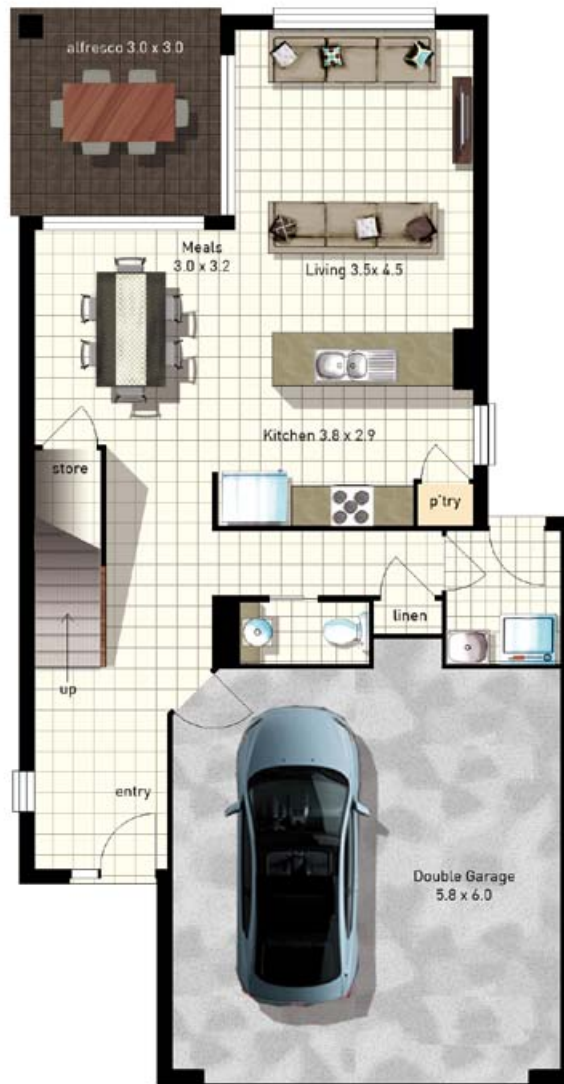 alfresco 3.0 x 3.0
Meals
3.0 x 3.2
Living 3.5x 4.5
Kitchen 3.8 x 2.9
store
p'try
linen
up
entry
Double Garage
5.8 x 6.0